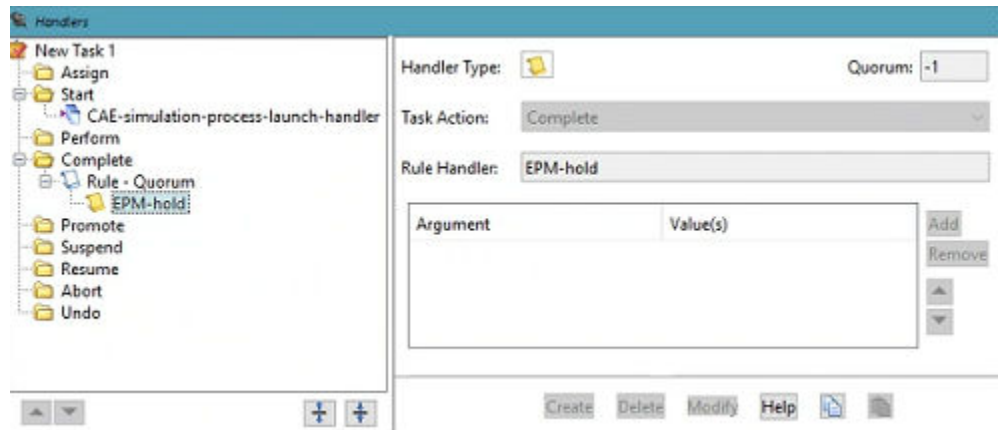 Handlers
New Task 1
Assign
Start
CAE-simulation-process-launch-handler
Perform
Complete
Rule - Quorum
EPM-hold
Promote
Suspend
Resume
Abort
Undo
Handler Type:
Quorum: -1
Task Action: Complete
Rule Handler: EPM-hold
Argument Value(s)
Add
Remove
Create Delete Modify Help